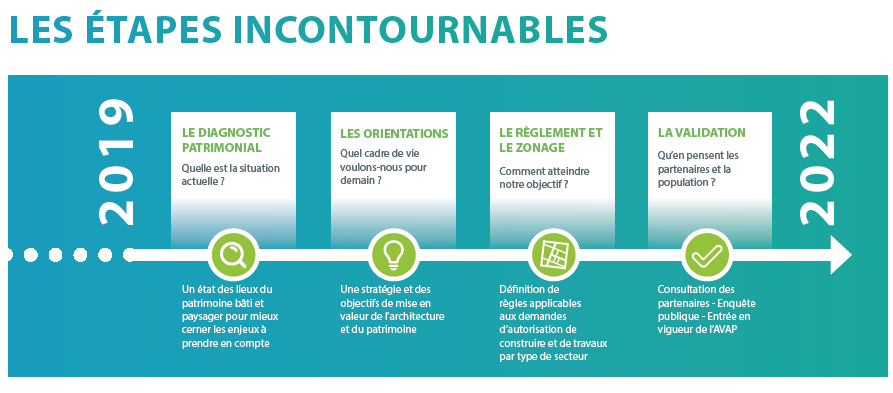 LES ÉTAPES INCONTOURNABLES
2019
LE DIAGNOSTIC
PATRIMONIAL
Quelle est la situation
actuelle ?
Un état des lieux du
patrimoine bâti et
paysager pour mieux
cerner les enjeux à
prendre en compte
LES ORIENTATIONS
Quel cadre de vie
voulons-nous pour
demain ?
Une stratégie et des
objectifs de mise en
valeur de l'architecture
et du patrimoine
LE RÈGLEMENT ET
LE ZONAGE
Comment atteindre
notre objectif ?
Définition de
règles applicables
aux demandes
d'autorisation de
construire et de travaux
par type de secteur
LA VALIDATION
Qu'en pensent les
partenaires et la
population ?
Consultation des
partenaires - Enquête
publique - Entrée en
vigueur de l'AVAP
2022